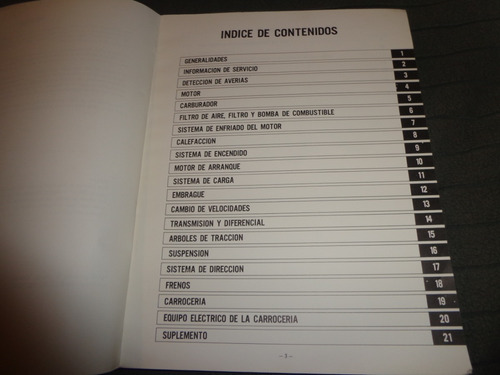 INDICE DE CONTENIDOS
GENERALIDADES 1
INFORMACION DE SERVICIO 2
DETECCION DE AVERIAS 3
MOTOR 4
CARBURADOR 5
FILTRO DE AIRE, FILTRO Y BOMBA DE COMBUSTIBLE 6
SISTEMA DE ENFRIADO DEL MOTOR 7
CALEFACCION 8
SISTEMA DE ENCENDIDO 9
MOTOR DE ARRANQUE 10
SISTEMA DE CARGA 11
EMBRAGUE 12
CAMBIO DE VELOCIDADES 13
TRANSMISION Y DIFERENCIAL 14
ARBOLES DE TRACCION 15
SUSPENSION 16
SISTEMA DE DIRECCION 17
FRENOS 18
CARROCERIA 19
EQUIPO ELECTRICO DE LA CARROCERIA 20
SUPLEMENTO 21